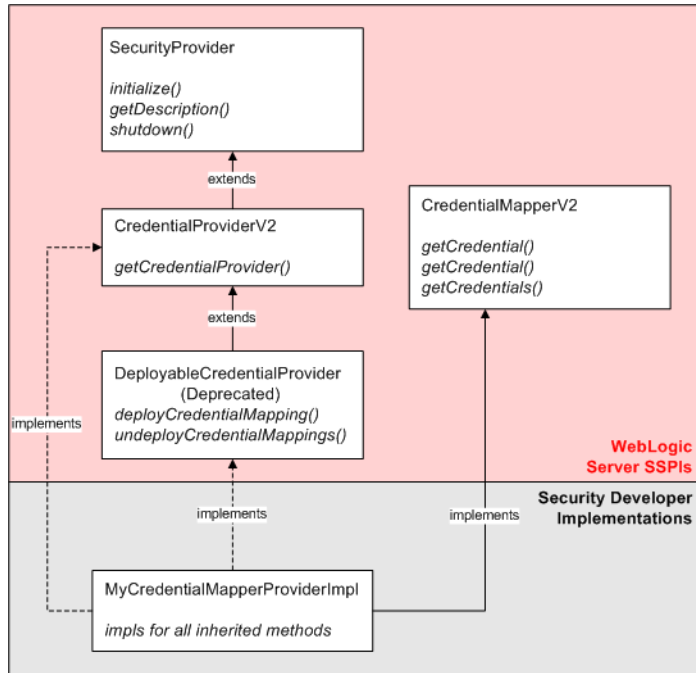 SecurityProvider
initialize()
getDescription()
shutdown()
extends
CredentialProviderV2
getCredentialProvider()
CredentialMapperV2
getCredential()
getCredential()
getCredentials()
extends
DeployableCredentialProvider
(Deprecated)
deployCredentialMapping()
undeployCredentialMappings()
implements
WebLogic
Server SSPIs
Security Developer
Implementations
implements
implements
MyCredentialMapperProviderImpl
impls for all inherited methods